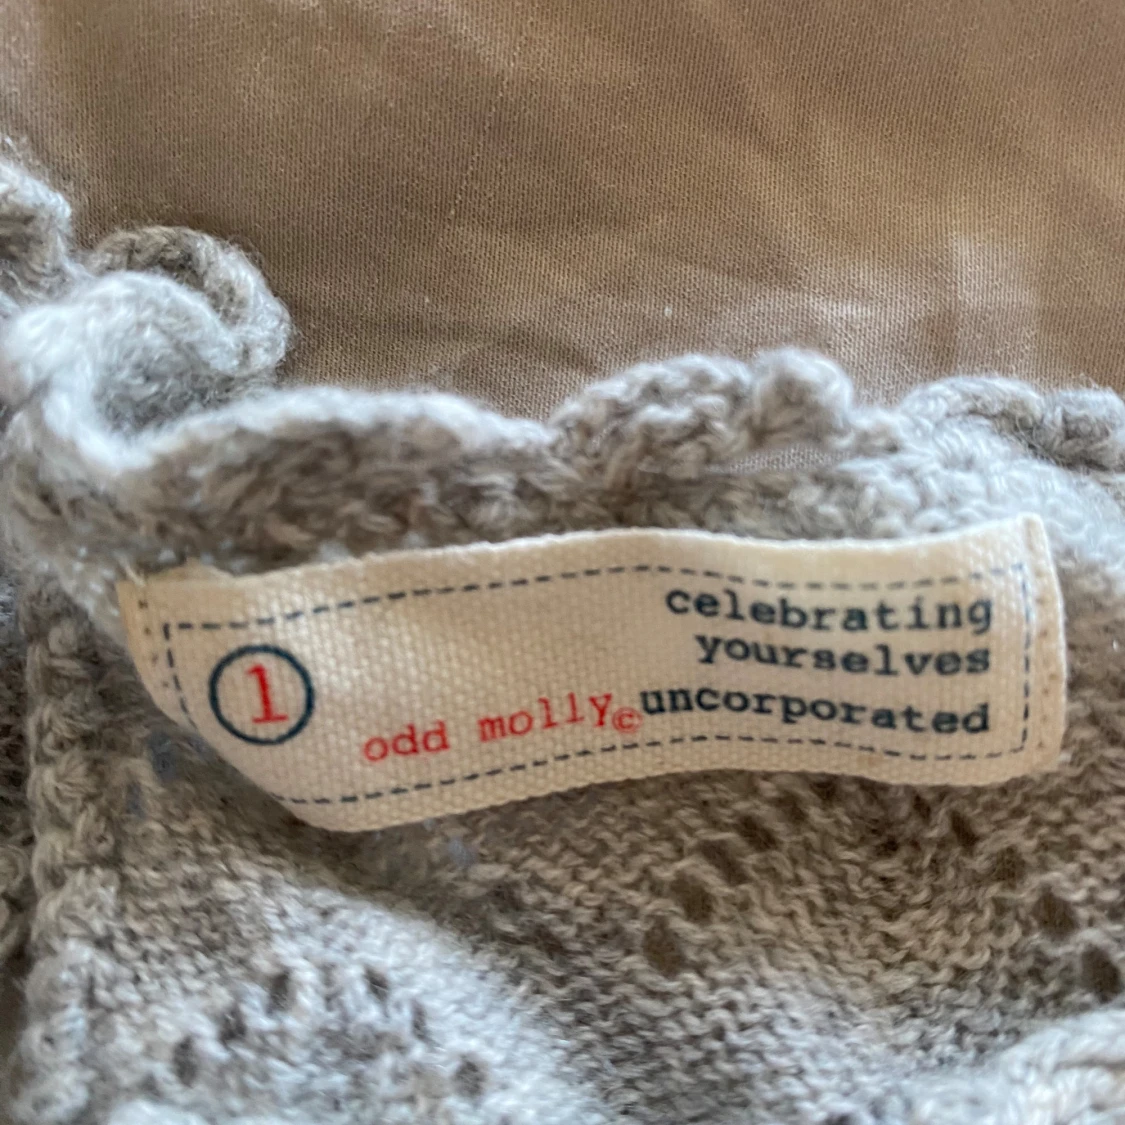 1
odd molly©
celebrating
yourselves
uncorporated